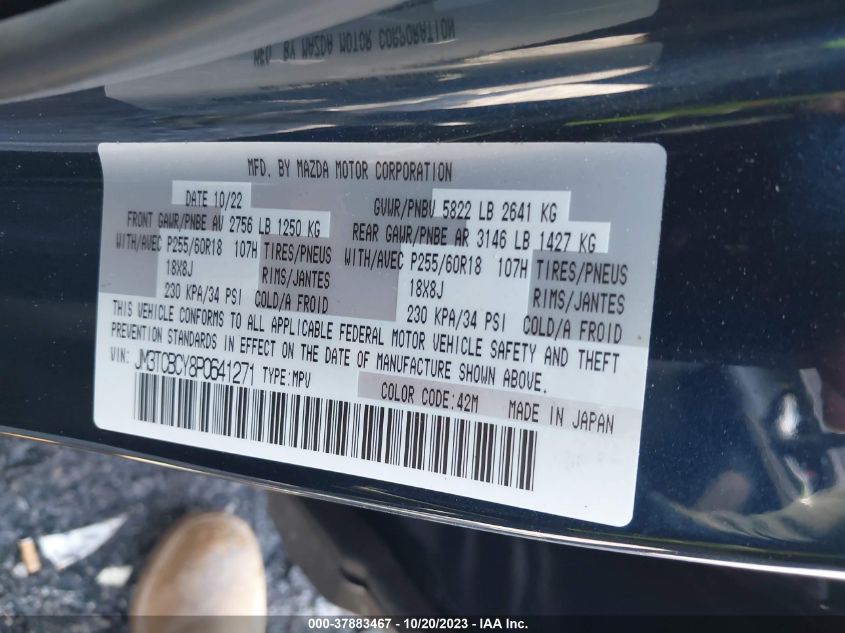 MFD. BY MAZDA MOTOR CORPORATION
MFD. BY MAZDA MOTOR CORPORATION
DATE 10/22 GVWR/PNBV 5822 LB 2641 KG
FRONT GAWR/PNBE AV 2756 LB 1250 KG REAR GAWR/PNBE AR 3146 LB 1427 KG
WITH/AVEC P255/60R18 107H TIRES/PNEUS WITH/AVEC P255/60R18 107H TIRES/PNEUS
18X8J RIMS/JANTES 18X8J RIMS/JANTES
230 KPA/34 PSI COLD/A FROID 230 KPA/34 PSI COLD/A FROID
THIS VEHICLE CONFORMS TO ALL APPLICABLE FEDERAL MOTOR VEHICLE SAFETY AND THEFT
PREVENTION STANDARDS IN EFFECT ON THE DATE OF MANUFACTURE SHOWN ABOVE.
VIN: JM3TCBCY8P0641271 TYPE:MPV
COLOR CODE:42M MADE IN JAPAN
000-37883467 - 10/20/2023 - IAA Inc.